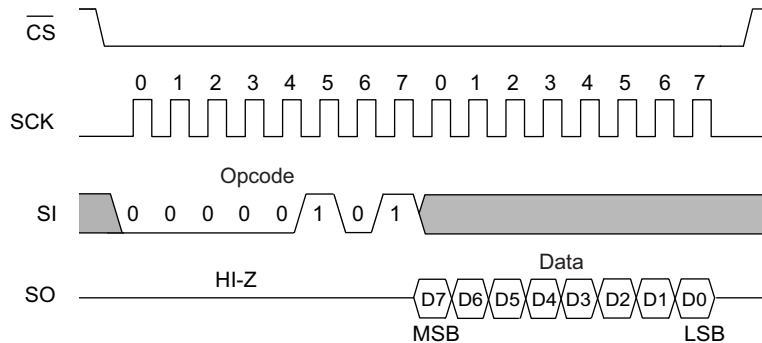 CS
0 1 2 3 4 5 6 7 0 1 2 3 4 5 6 7
SCK
Opcode
SI 0 0 0 0 0 1 0 1
Data
HI-Z
SO D7 D6 D5 D4 D3 D2 D1 D0
MSB LSB